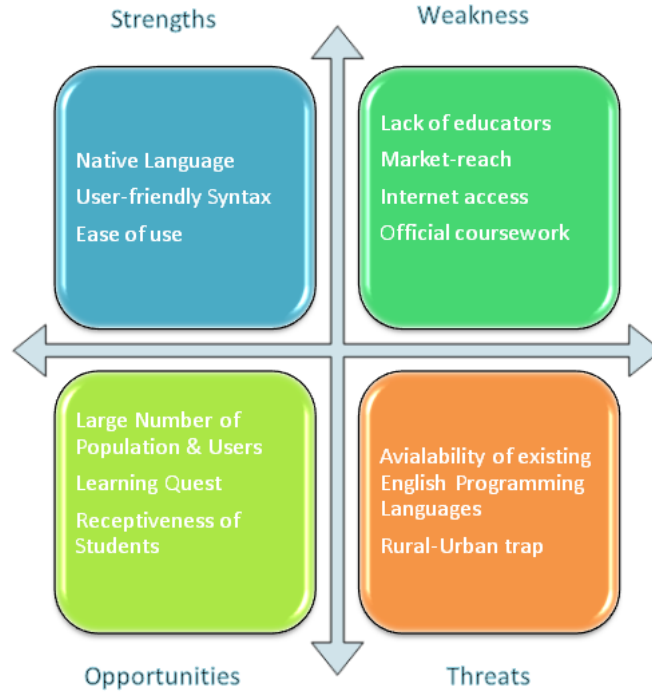 Strengths
Weakness
Native Language
User-friendly Syntax
Ease of use
Lack of educators
Market-reach
Internet access
Official coursework
Large Number of
Population & Users
Learning Quest
Receptiveness of
Students
Avialability of existing
English Programming
Languages
Rural-Urban trap
Opportunities
Threats